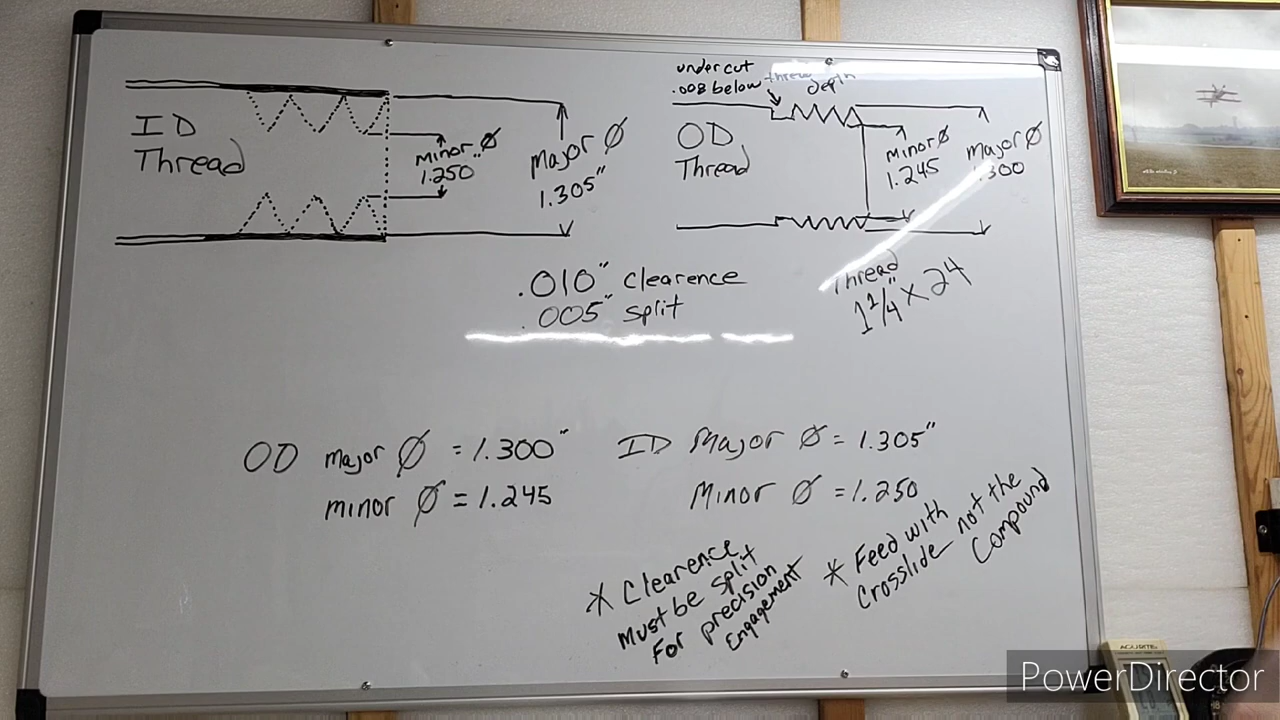 ID
Thread
Minor Ø
1.250"
Major Ø
1.305"
under cut
.008 below thread
depth
OD
Thread
Minor Ø
1.245
Major Ø
1.300
.010" Clearence
.005" split
Thread
1 1/4" x 24
OD major Ø = 1.300"
minor Ø = 1.245
ID Major Ø = 1.305"
Minor Ø = 1.250
* Clearence
Must be split
For precision
Engagement
* Feed with
Crosslide not the
Compound
ACURITE
PowerDirector